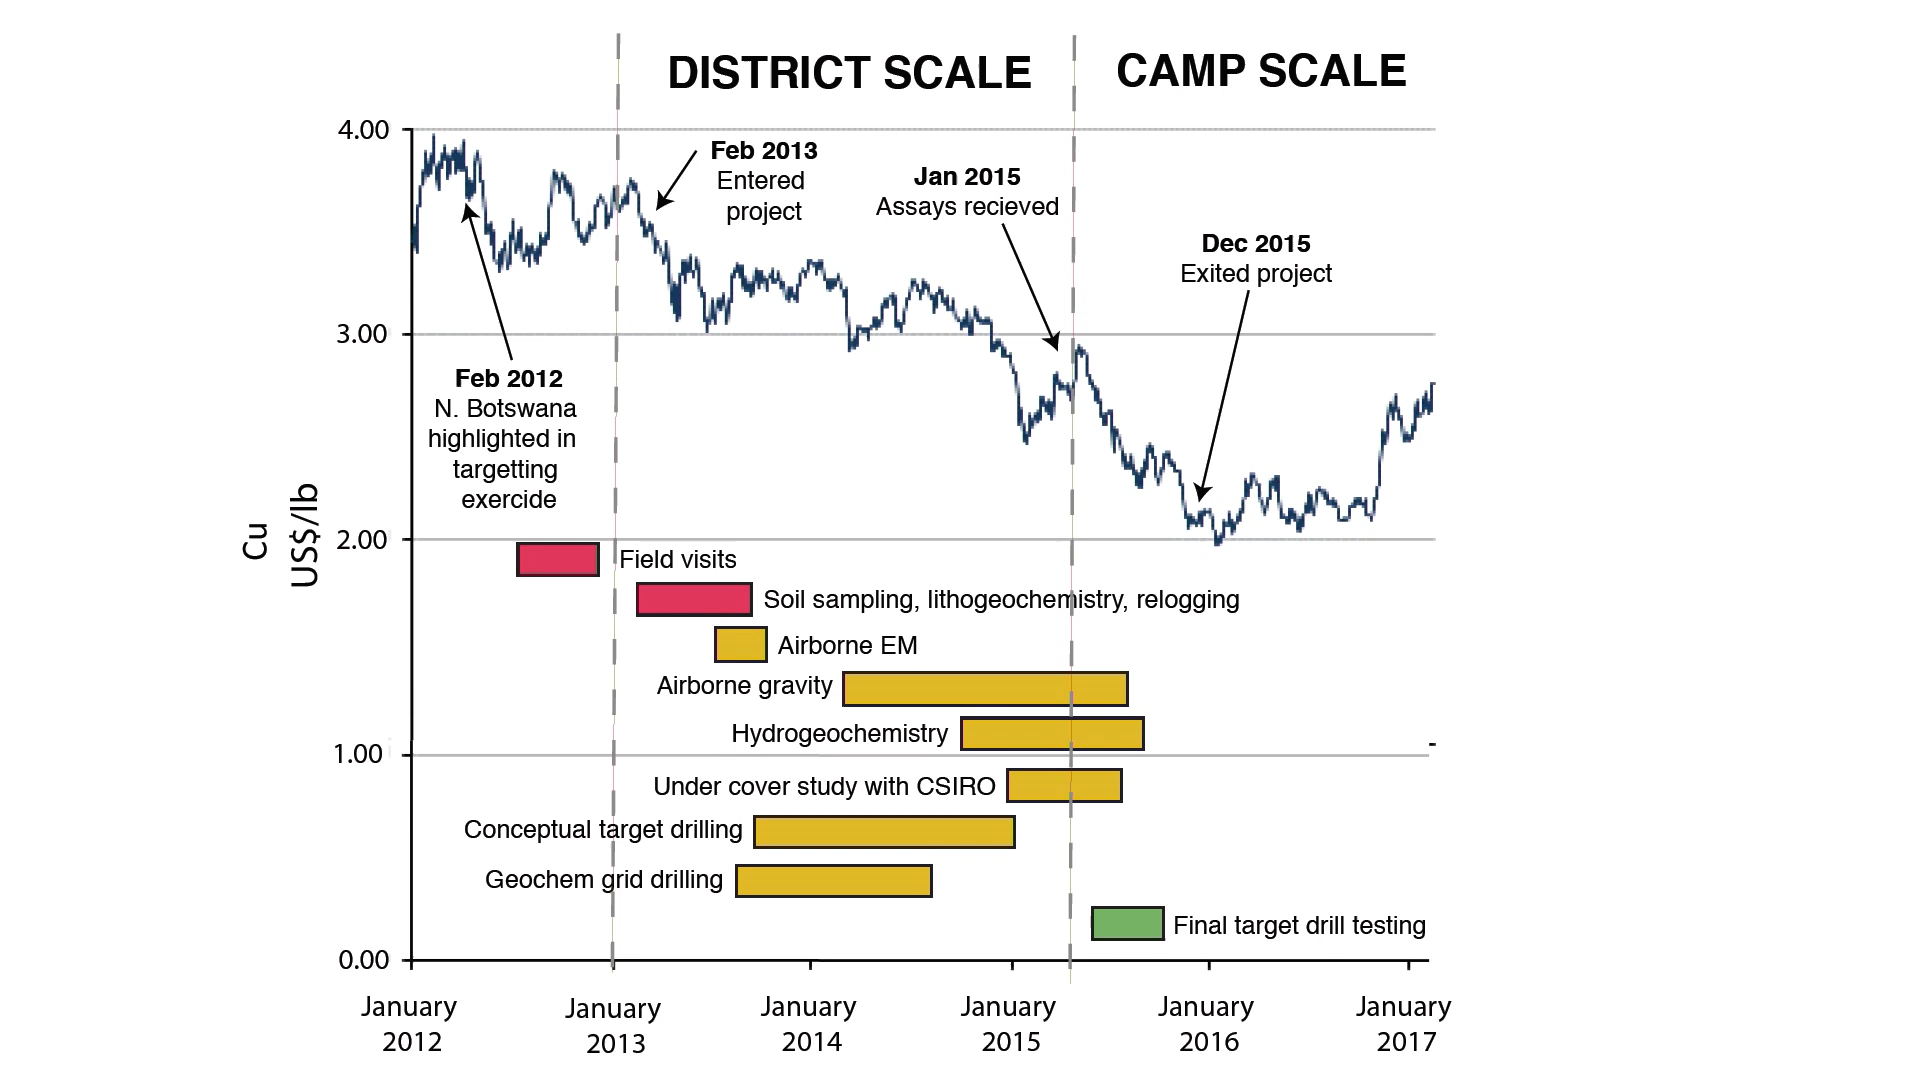 DISTRICT SCALE
CAMP SCALE
4.00
3.00
2.00
1.00
0.00
Cu
US$/lb
Feb 2013
Entered
project
Jan 2015
Assays recieved
Dec 2015
Exited project
Feb 2012
N. Botswana
highlighted in
targetting
exercide
Field visits
Soil sampling, lithogeochemistry, relogging
Airborne EM
Airborne gravity
Hydrogeochemistry
Under cover study with CSIRO
Conceptual target drilling
Geochem grid drilling
Final target drill testing
January
2012
January
2013
January
2014
January
2015
January
2016
January
2017